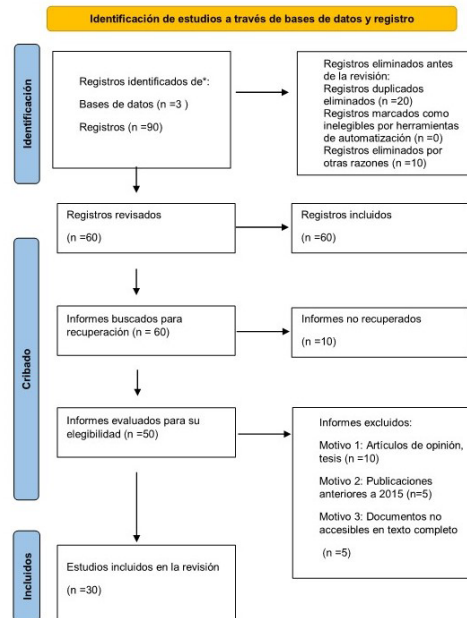 Identificación de estudios a través de bases de datos y registro
Identificación
Registros identificados de*:
Bases de datos (n =3 )
Registros (n =90)
Registros eliminados antes
de la revisión:
Registros duplicados
eliminados (n =20)
Registros marcados como
inelegibles por herramientas
de automatización (n =0)
Registros eliminados por
otras razones (n =10)
Cribado
Registros revisados
(n =60)
Registros incluidos
(n =60)
Informes buscados para
recuperación (n = 60)
Informes no recuperados
(n =10)
Informes evaluados para su
elegibilidad (n =50)
Informes excluidos:
Motivo 1: Artículos de opinión,
tesis (n =10)
Motivo 2: Publicaciones
anteriores a 2015 (n=5)
Motivo 3: Documentos no
accesibles en texto completo
(n =5)
Incluidos
Estudios incluidos en la revisión
(n =30)